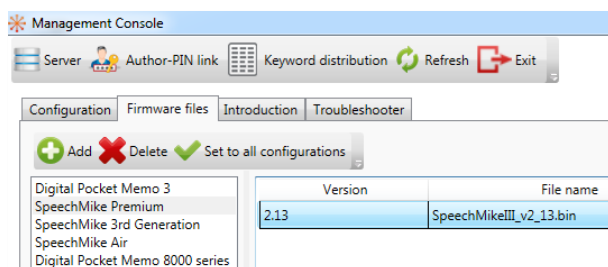 Management Console
Server Author-PIN link Keyword distribution Refresh Exit
Configuration Firmware files Introduction Troubleshooter
Add Delete Set to all configurations
Digital Pocket Memo 3
SpeechMike Premium
SpeechMike 3rd Generation
SpeechMike Air
Digital Pocket Memo 8000 series
Version File name
2.13 SpeechMikeIII_v2_13.bin